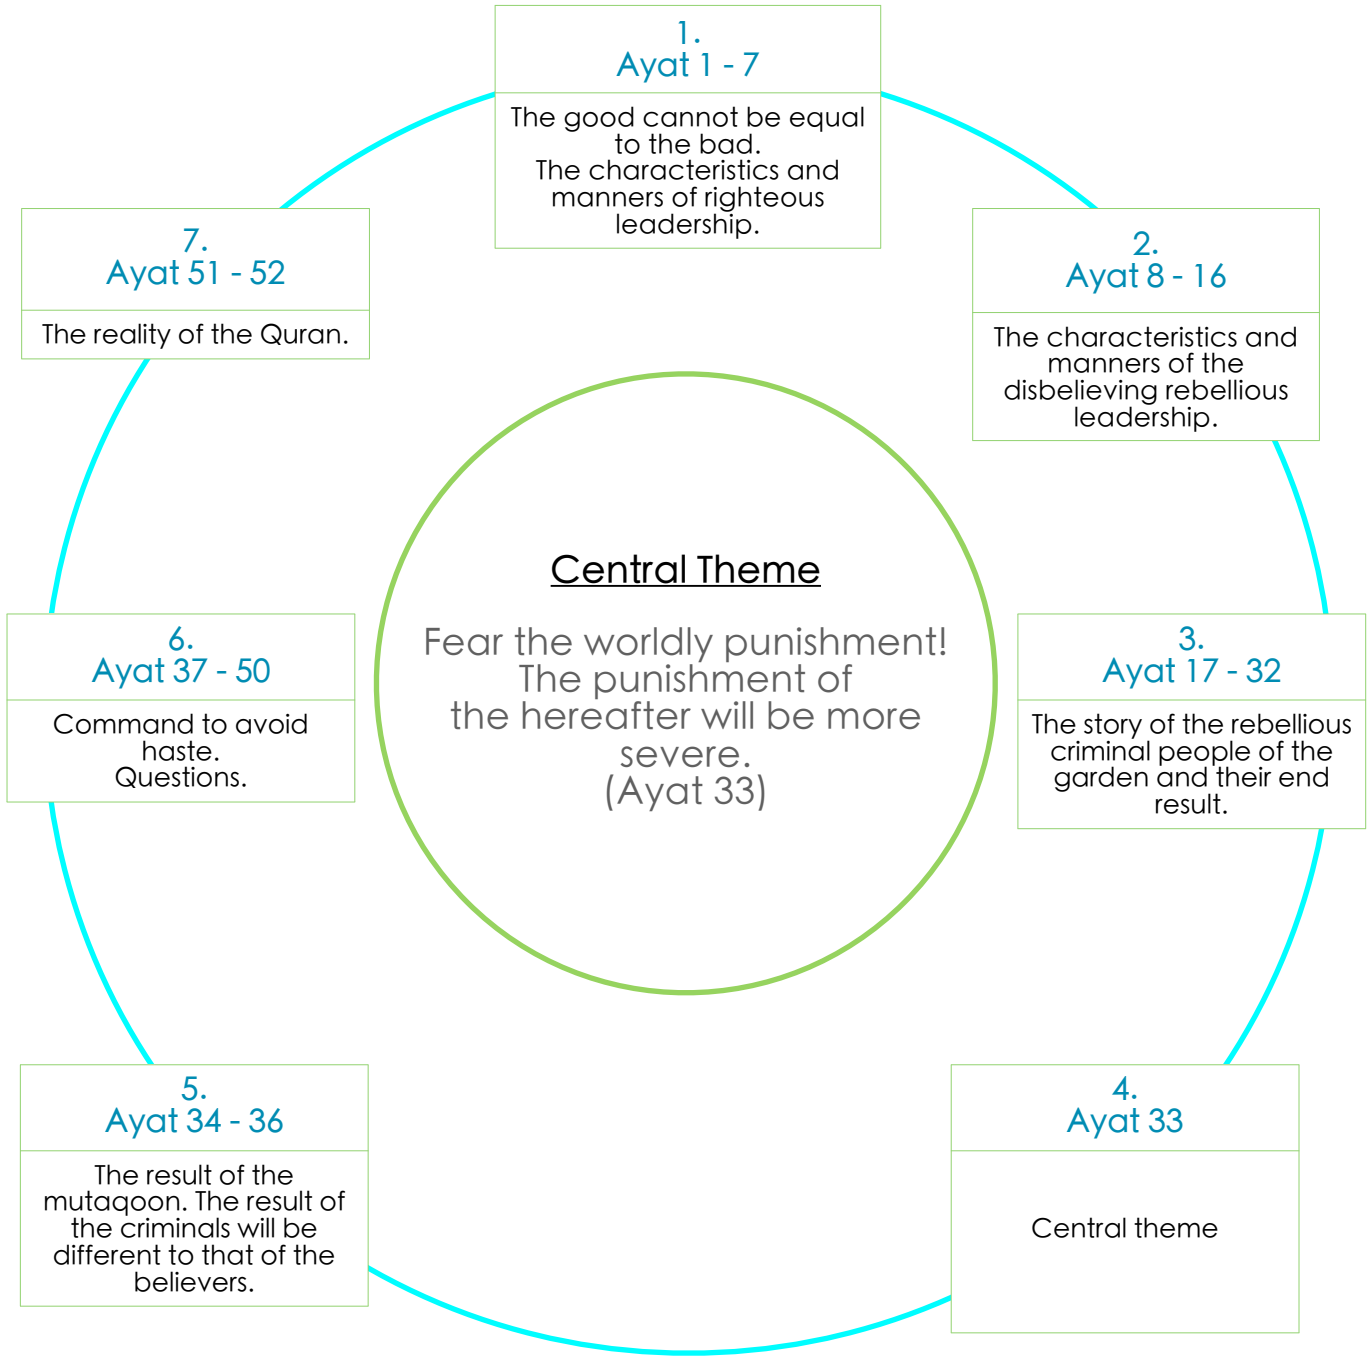 1.
Ayat 1 - 7
The good cannot be equal
to the bad.
The characteristics and
manners of righteous
leadership.
2.
Ayat 8 - 16
The characteristics and
manners of the
disbelieving rebellious
leadership.
3.
Ayat 17 - 32
The story of the rebellious
criminal people of the
garden and their end
result.
4.
Ayat 33
Central theme
5.
Ayat 34 - 36
The result of the
mutaqoon. The result of
the criminals will be
different to that of the
believers.
6.
Ayat 37 - 50
Command to avoid
haste.
Questions.
7.
Ayat 51 - 52
The reality of the Quran.
Central Theme
Fear the worldly punishment!
The punishment of
the hereafter will be more
severe.
(Ayat 33)